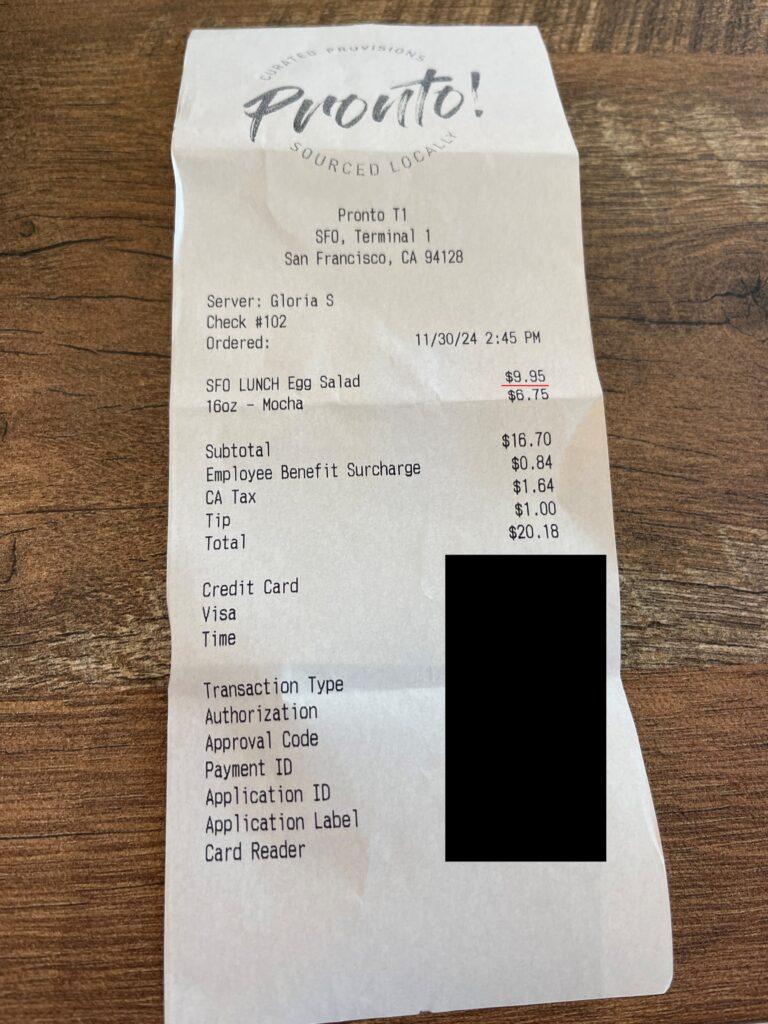 CURATED PROVISIONS
Pronto!
SOURCED LOCALLY
Pronto T1
SFO, Terminal 1
San Francisco, CA 94128
Server: Gloria S
Check #102
Ordered: 11/30/24 2:45 PM
SFO LUNCH Egg Salad $9.95
16oz - Mocha $6.75
Subtotal $16.70
Employee Benefit Surcharge $0.84
CA Tax $1.64
Tip $1.00
Total $20.18
Credit Card
Visa
Time
Transaction Type
Authorization
Approval Code
Payment ID
Application ID
Application Label
Card Reader